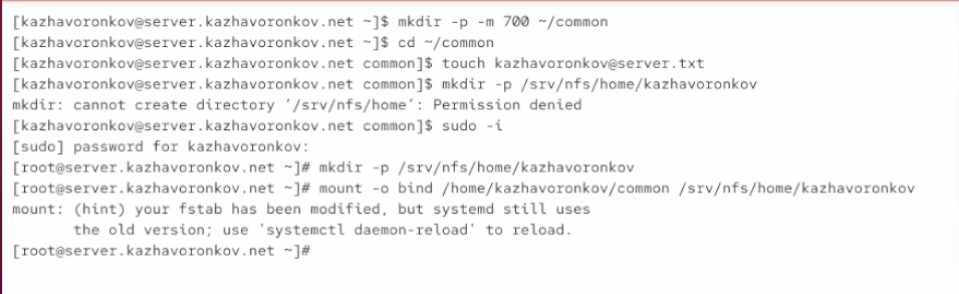 [kazhavoronkov@server.kazhavoronkov.net ~]$ mkdir -p -m 700 ~/common
[kazhavoronkov@server.kazhavoronkov.net ~]$ cd ~/common
[kazhavoronkov@server.kazhavoronkov.net common]$ touch kazhavoronkov@server.txt
[kazhavoronkov@server.kazhavoronkov.net common]$ mkdir -p /srv/nfs/home/kazhavoronkov
mkdir: cannot create directory ‘/srv/nfs/home’: Permission denied
[kazhavoronkov@server.kazhavoronkov.net common]$ sudo -i
[sudo] password for kazhavoronkov:
[root@server.kazhavoronkov.net ~]# mkdir -p /srv/nfs/home/kazhavoronkov
[root@server.kazhavoronkov.net ~]# mount -o bind /home/kazhavoronkov/common /srv/nfs/home/kazhavoronkov
mount: (hint) your fstab has been modified, but systemd still uses
       the old version; use 'systemctl daemon-reload' to reload.
[root@server.kazhavoronkov.net ~]#